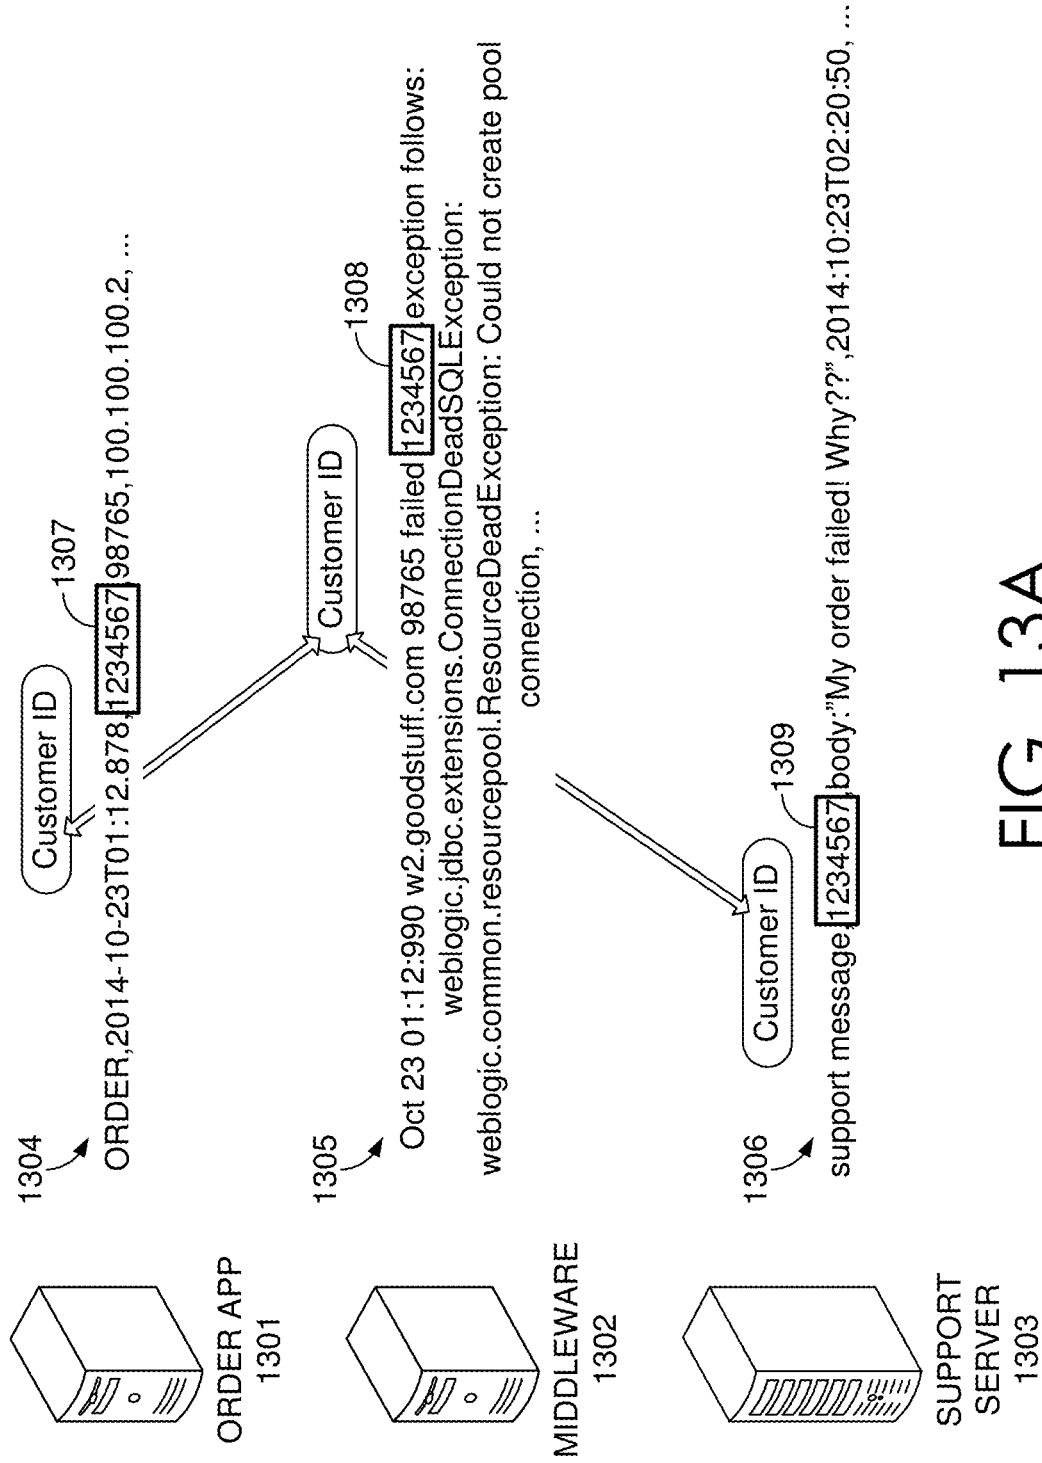 1304
Customer ID
1307
ORDER,2014-10-23T01:12.878,1234567,98765,100.100.100.2, ...
ORDER APP
1301
1305
Customer ID
1308
Oct 23 01:12:990 w2.goodstuff.com 98765 failed 1234567 exception follows:
weblogic.jdbc.extensions.ConnectionDeadSQLException:
weblogic.common.resourcepool.ResourceDeadException: Could not create pool
connection, ...
MIDDLEWARE
1302
1306
Customer ID
1309
support message,1234567,body:”My order failed! Why??”,2014:10:23T02:20:50, ...
SUPPORT
SERVER
1303
FIG 13A